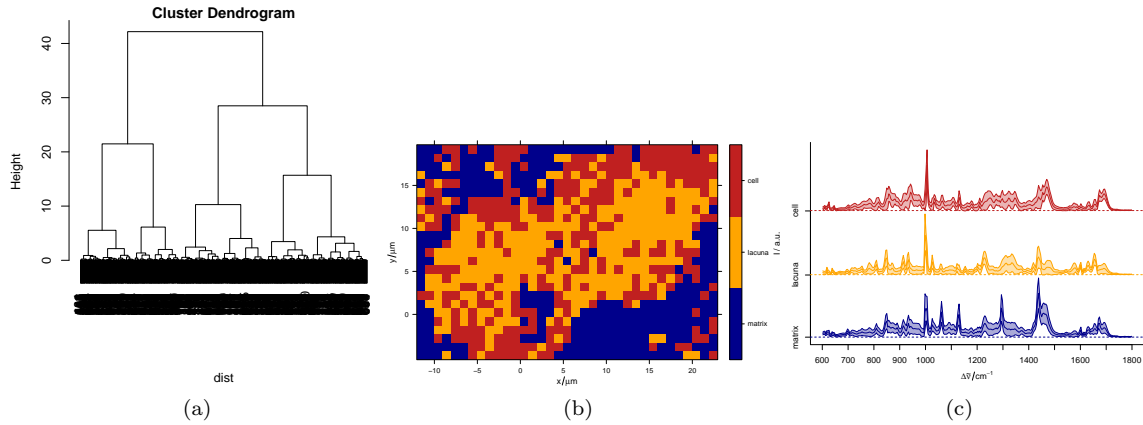 Cluster Dendrogram
Height
40
30
20
10
0
dist
(a)
y/μm
15
10
5
0
−10
−5
0
5
10
15
20
x/μm
cell
lacuna
matrix
(b)
I / a.u.
cell
lacuna
matrix
600
800
1000
1200
1400
1600
1800
Δν̃/cm⁻¹
(c)